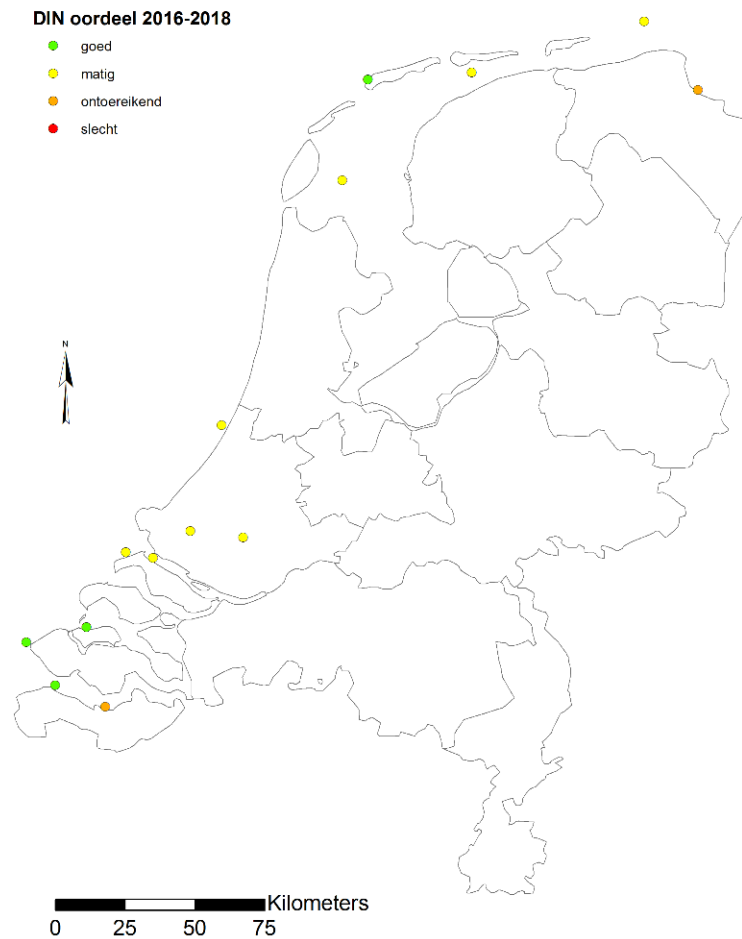 DIN oordeel 2016-2018
goed
matig
ontoereikend
slecht
N
Kilometers
0 25 50 75